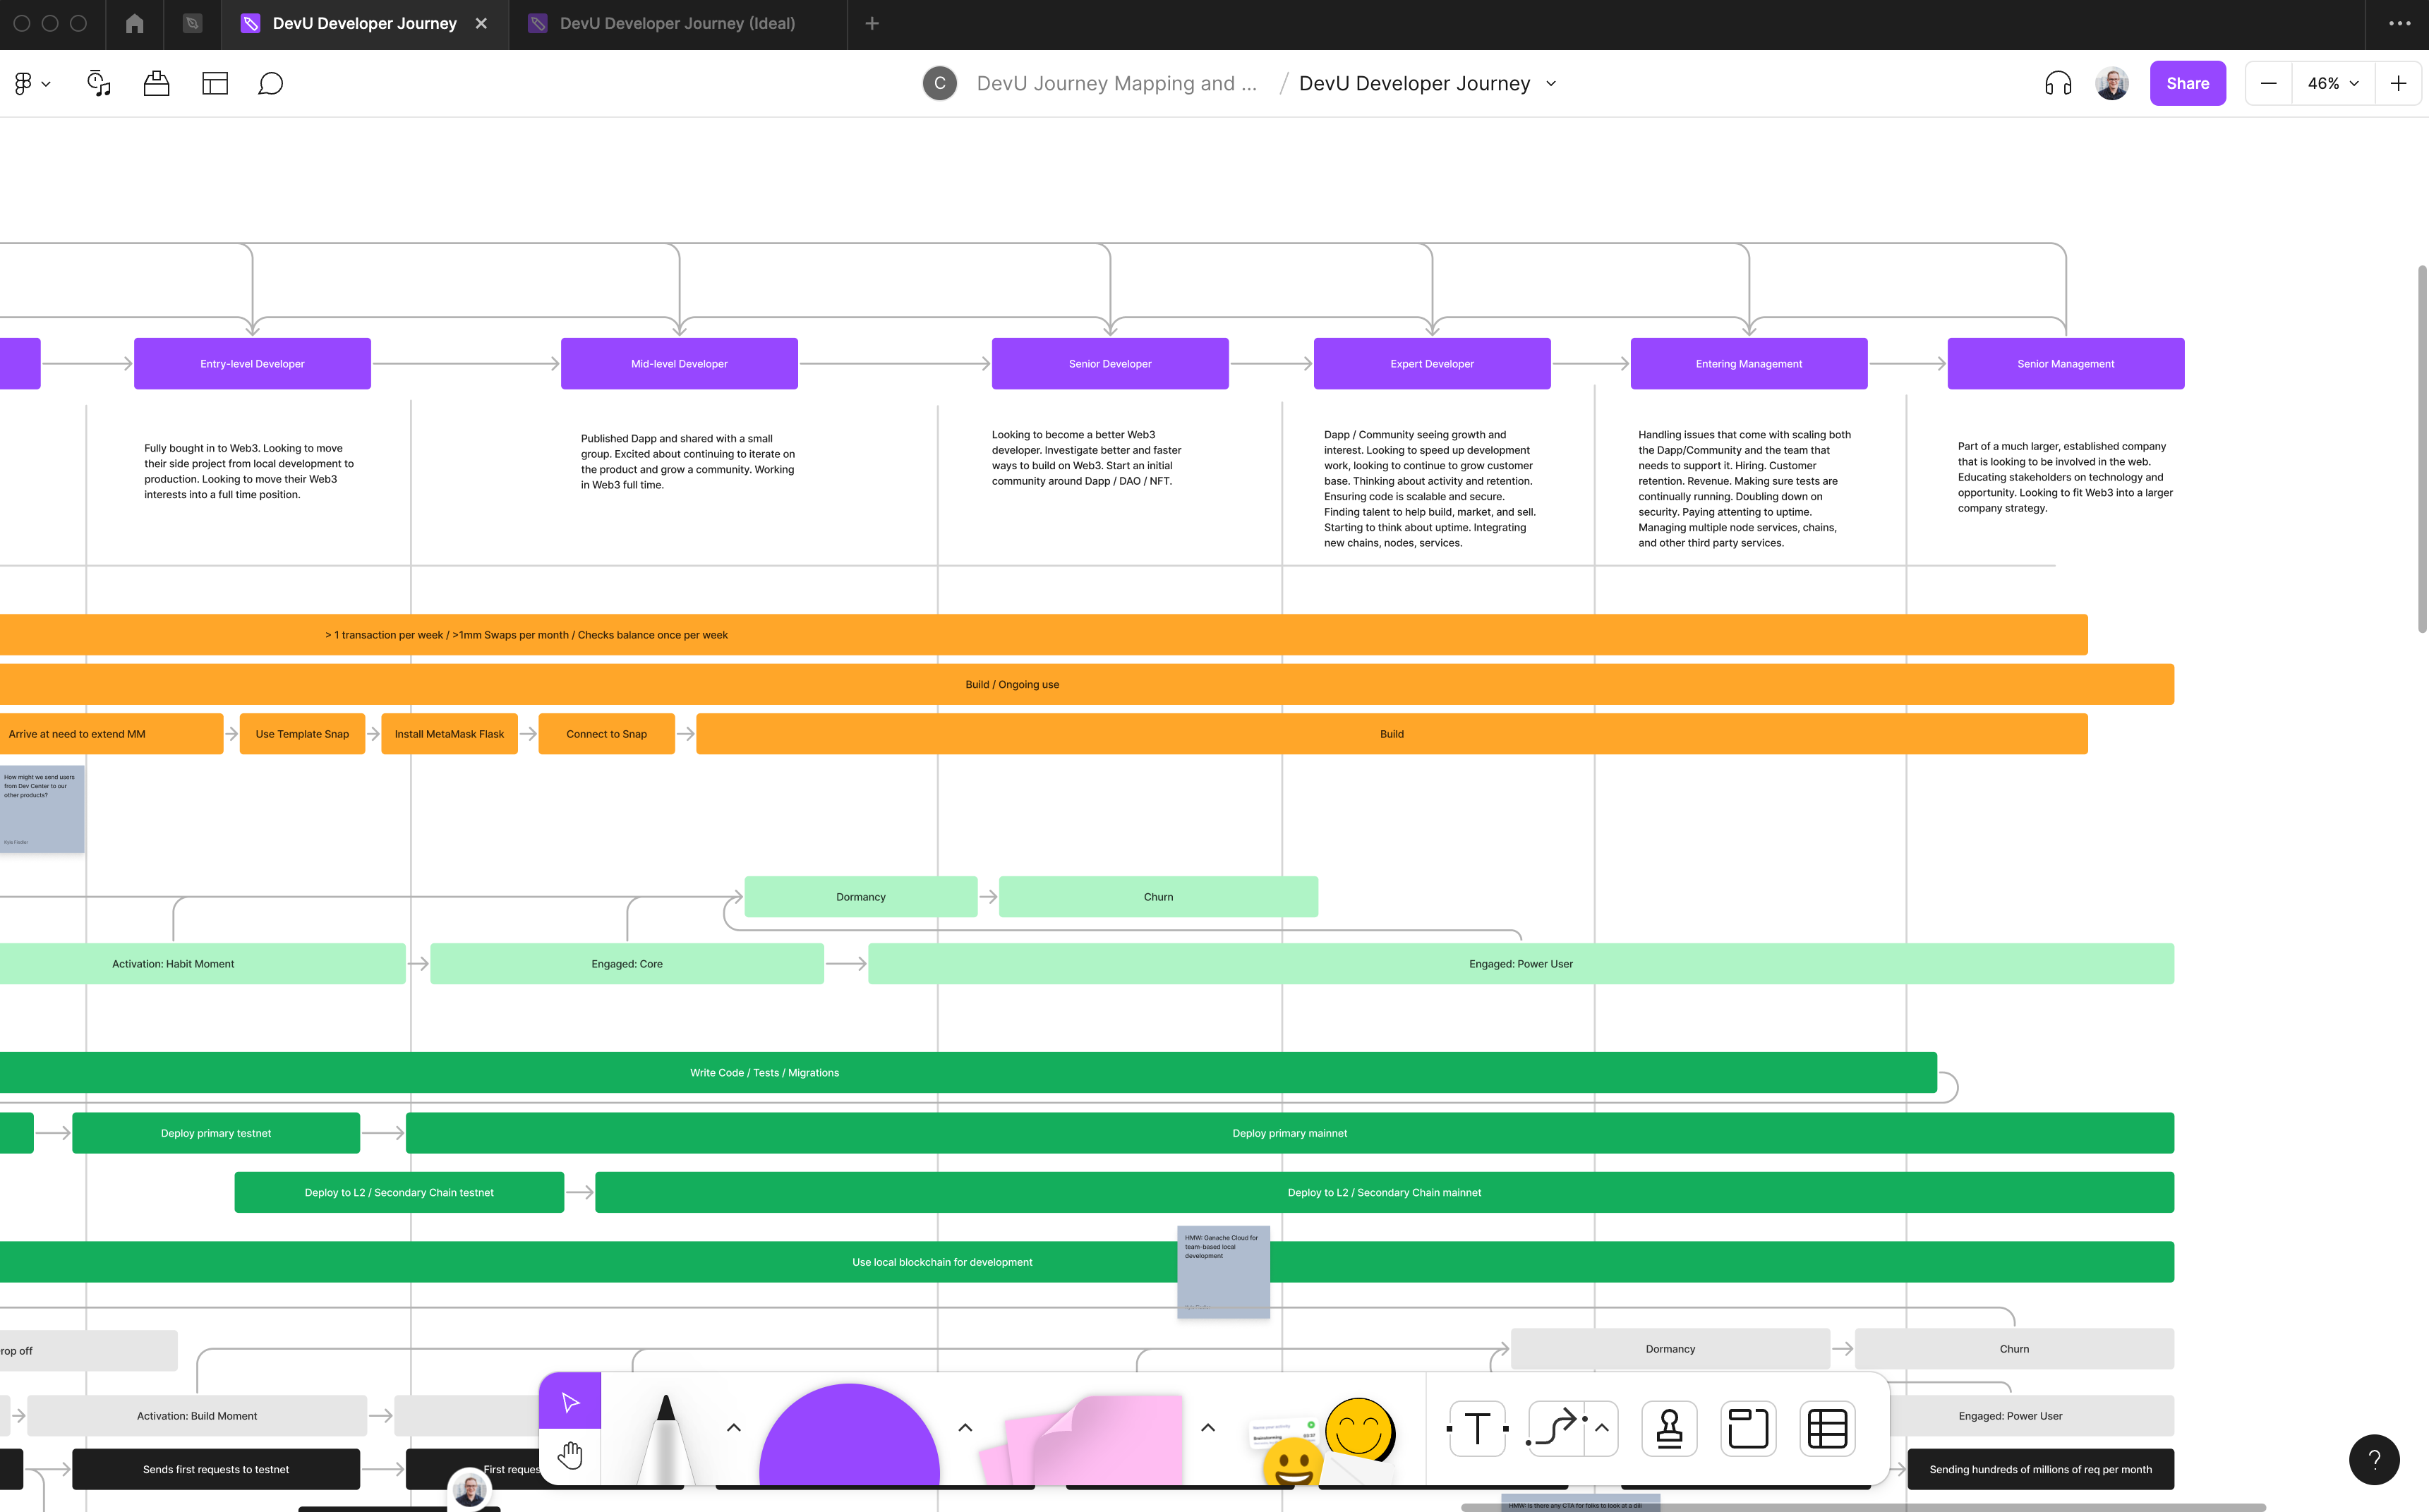 DevU Developer Journey
DevU Developer Journey (Ideal)
C
DevU Journey Mapping and ...
/
DevU Developer Journey
Share
46%
Entry-level Developer
Mid-level Developer
Senior Developer
Expert Developer
Entering Management
Senior Management
Fully bought in to Web3. Looking to move
their side project from local development to
production. Looking to move their Web3
interests into a full time position.
Published Dapp and shared with a small
group. Excited about continuing to iterate on
the product and grow a community. Working
in Web3 full time.
Looking to become a better Web3
developer. Investigate better and faster
ways to build on Web3. Start an initial
community around Dapp / DAO / NFT.
Dapp / Community seeing growth and
interest. Looking to speed up development
work, looking to continue to grow customer
base. Thinking about activity and retention.
Ensuring code is scalable and secure.
Finding talent to help build, market, and sell.
Starting to think about uptime. Integrating
new chains, nodes, services.
Handling issues that come with scaling both
the Dapp/Community and the team that
needs to support it. Hiring. Customer
retention. Revenue. Making sure tests are
continually running. Doubling down on
security. Paying attenting to uptime.
Managing multiple node services, chains,
and other third party services.
Part of a much larger, established company
that is looking to be involved in the web.
Educating stakeholders on technology and
opportunity. Looking to fit Web3 into a larger
company strategy.
> 1 transaction per week / >1mm Swaps per month / Checks balance once per week
Build / Ongoing use
Arrive at need to extend MM
Use Template Snap
Install MetaMask Flask
Connect to Snap
Build
How might we send users
from Dev Center to our
other products?
Kyle Fiedler
Dormancy
Churn
Activation: Habit Moment
Engaged: Core
Engaged: Power User
Write Code / Tests / Migrations
Deploy primary testnet
Deploy primary mainnet
Deploy to L2 / Secondary Chain testnet
Deploy to L2 / Secondary Chain mainnet
HMW: Ganache Cloud for
team-based local
development
Use local blockchain for development
rop off
Dormancy
Churn
Activation: Build Moment
Engaged: Power User
Sends first requests to testnet
First reques
Sending hundreds of millions of req per month
T
?
HMW: Is there any CTA for folks to look at a dili